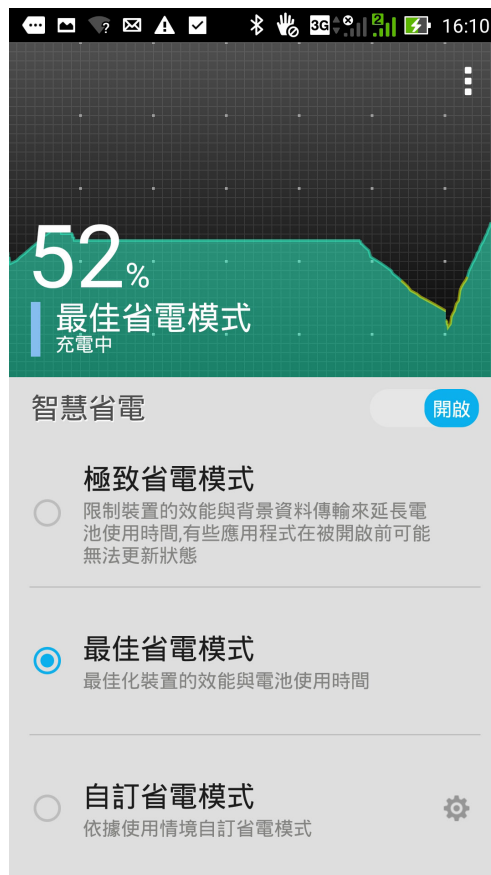 3G 2 16:10
52%
最佳省電模式
充電中
智慧省電 開啟
極致省電模式
限制裝置的效能與背景資料傳輸來延長電
池使用時間,有些應用程式在被開啟前可能
無法更新狀態
最佳省電模式
最佳化裝置的效能與電池使用時間
自訂省電模式
依據使用情境自訂省電模式